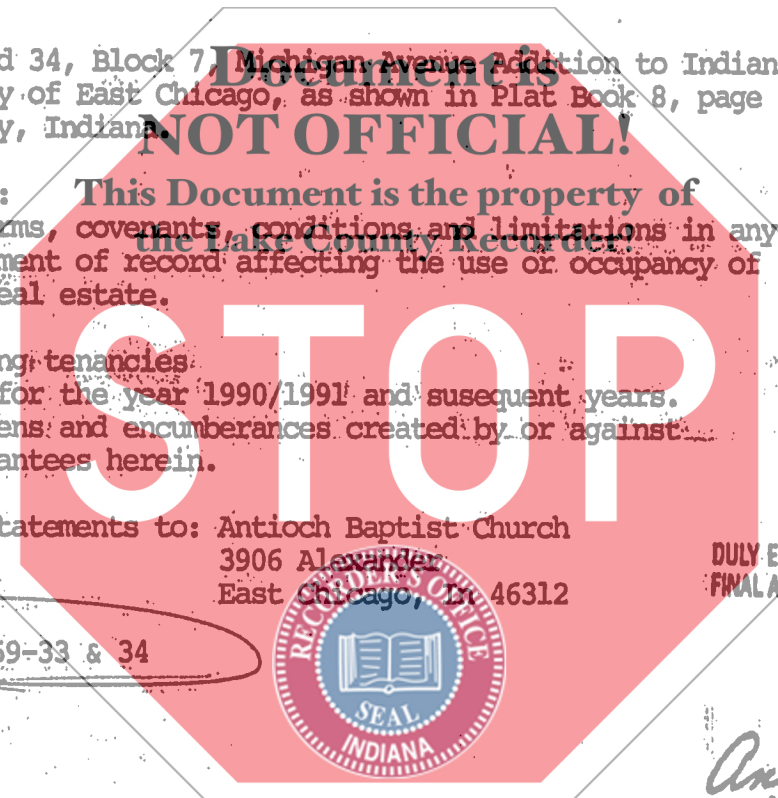 d 34, Block 7, Michigan Avenue Addition to Indian
Document is
y of East Chicago, as shown in Plat Book 8, page
y, Indiana.
NOT OFFICIAL!
:
This Document is the property of
rms, covenants, conditions and limitations in any
the Lake County Recorder!
ment of record affecting the use or occupancy of
eal estate.
STOP
ng tenancies
for the year 1990/1991 and susequent years.
ens and encumberances created by or against
antees herein.
tatements to: Antioch Baptist Church
3906 Alexander
East Chicago, In 46312
DULY E
FINAL A
RECORDER'S OFFICE
SEAL
INDIANA
59-33 & 34
An